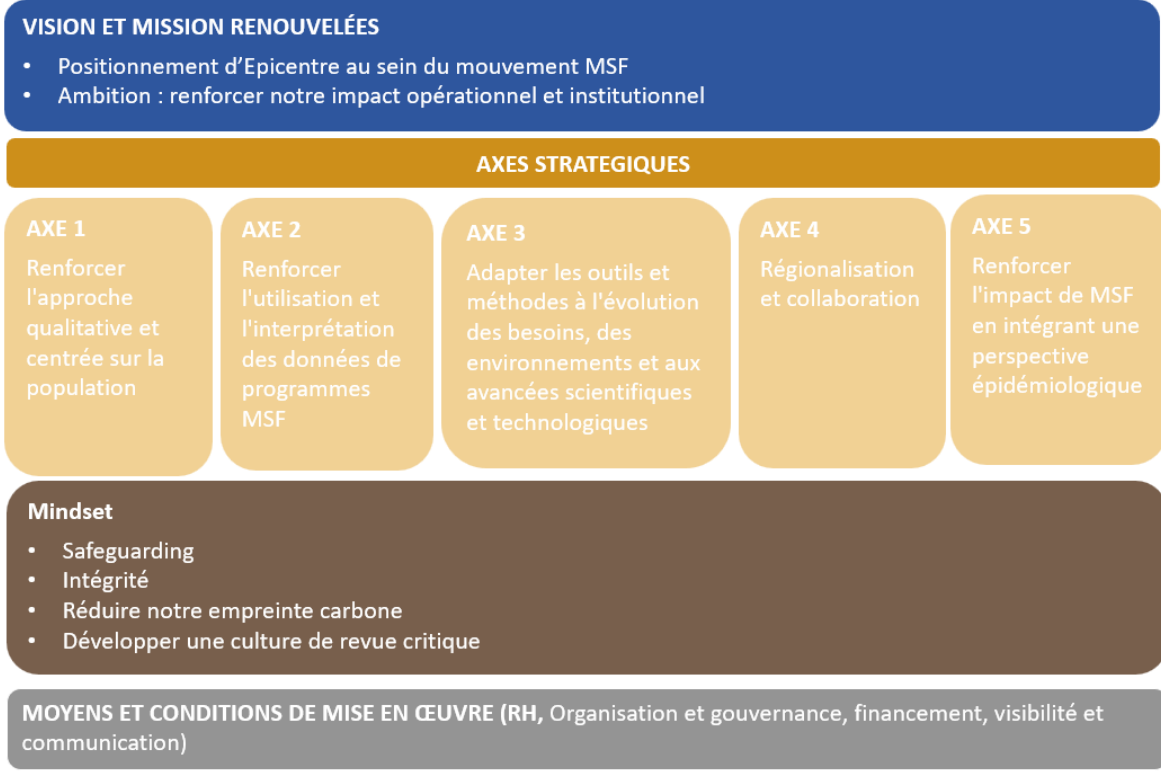 VISION ET MISSION RENOUVELÉES
• Positionnement d’Epicentre au sein du mouvement MSF
• Ambition : renforcer notre impact opérationnel et institutionnel
AXES STRATEGIQUES
AXE 1
Renforcer
l'approche
qualitative et
centrée sur la
population
AXE 2
Renforcer
l'utilisation et
l'interprétation
des données de
programmes
MSF
AXE 3
Adapter les outils et
méthodes à l'évolution
des besoins, des
environnements et aux
avancées scientifiques
et technologiques
AXE 4
Régionalisation
et collaboration
AXE 5
Renforcer
l'impact de MSF
en intégrant une
perspective
épidémiologique
Mindset
• Safeguarding
• Intégrité
• Réduire notre empreinte carbone
• Développer une culture de revue critique
MOYENS ET CONDITIONS DE MISE EN ŒUVRE (RH, Organisation et gouvernance, financement, visibilité et
communication)